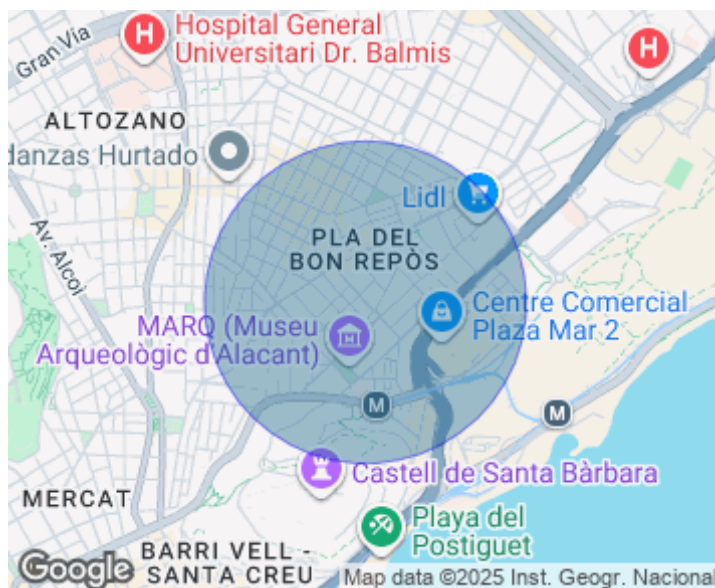 Gran Via
Hospital General
Universitari Dr. Balmis
H
H
ALTOZANO
danzas Hurtado
Lidl
Av. Alcoi
PLA DEL
BON REPÒS
MARQ (Museu
Arqueològic d'Alacant)
Centre Comercial
Plaza Mar 2
M
M
Castell de Santa Bàrbara
MERCAT
Playa del
Postiguet
BARRI VELL -
SANTA CREU
Google
Map data ©2025 Inst. Geogr. Nacional